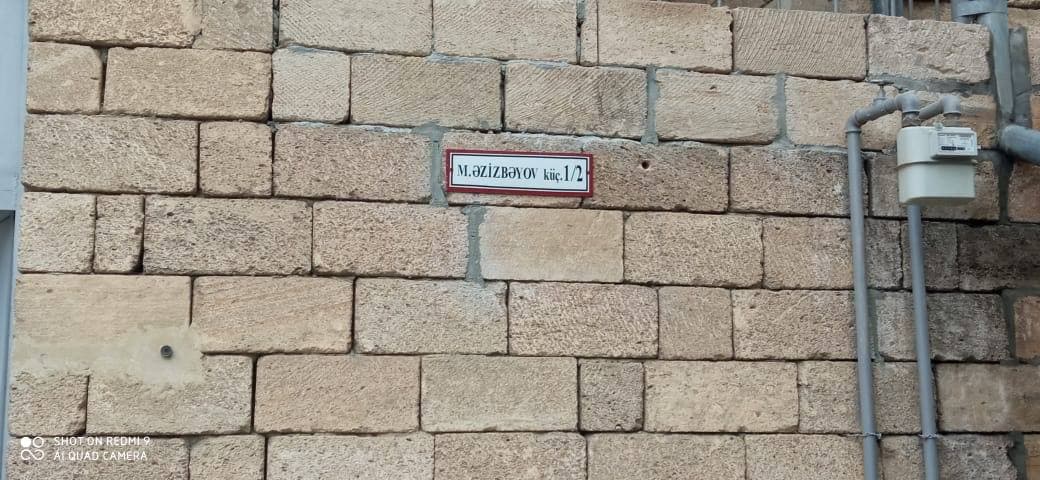 M.ƏZİZBƏYOV küç.1/2
SHOT ON REDMI 9
AI QUAD CAMERA